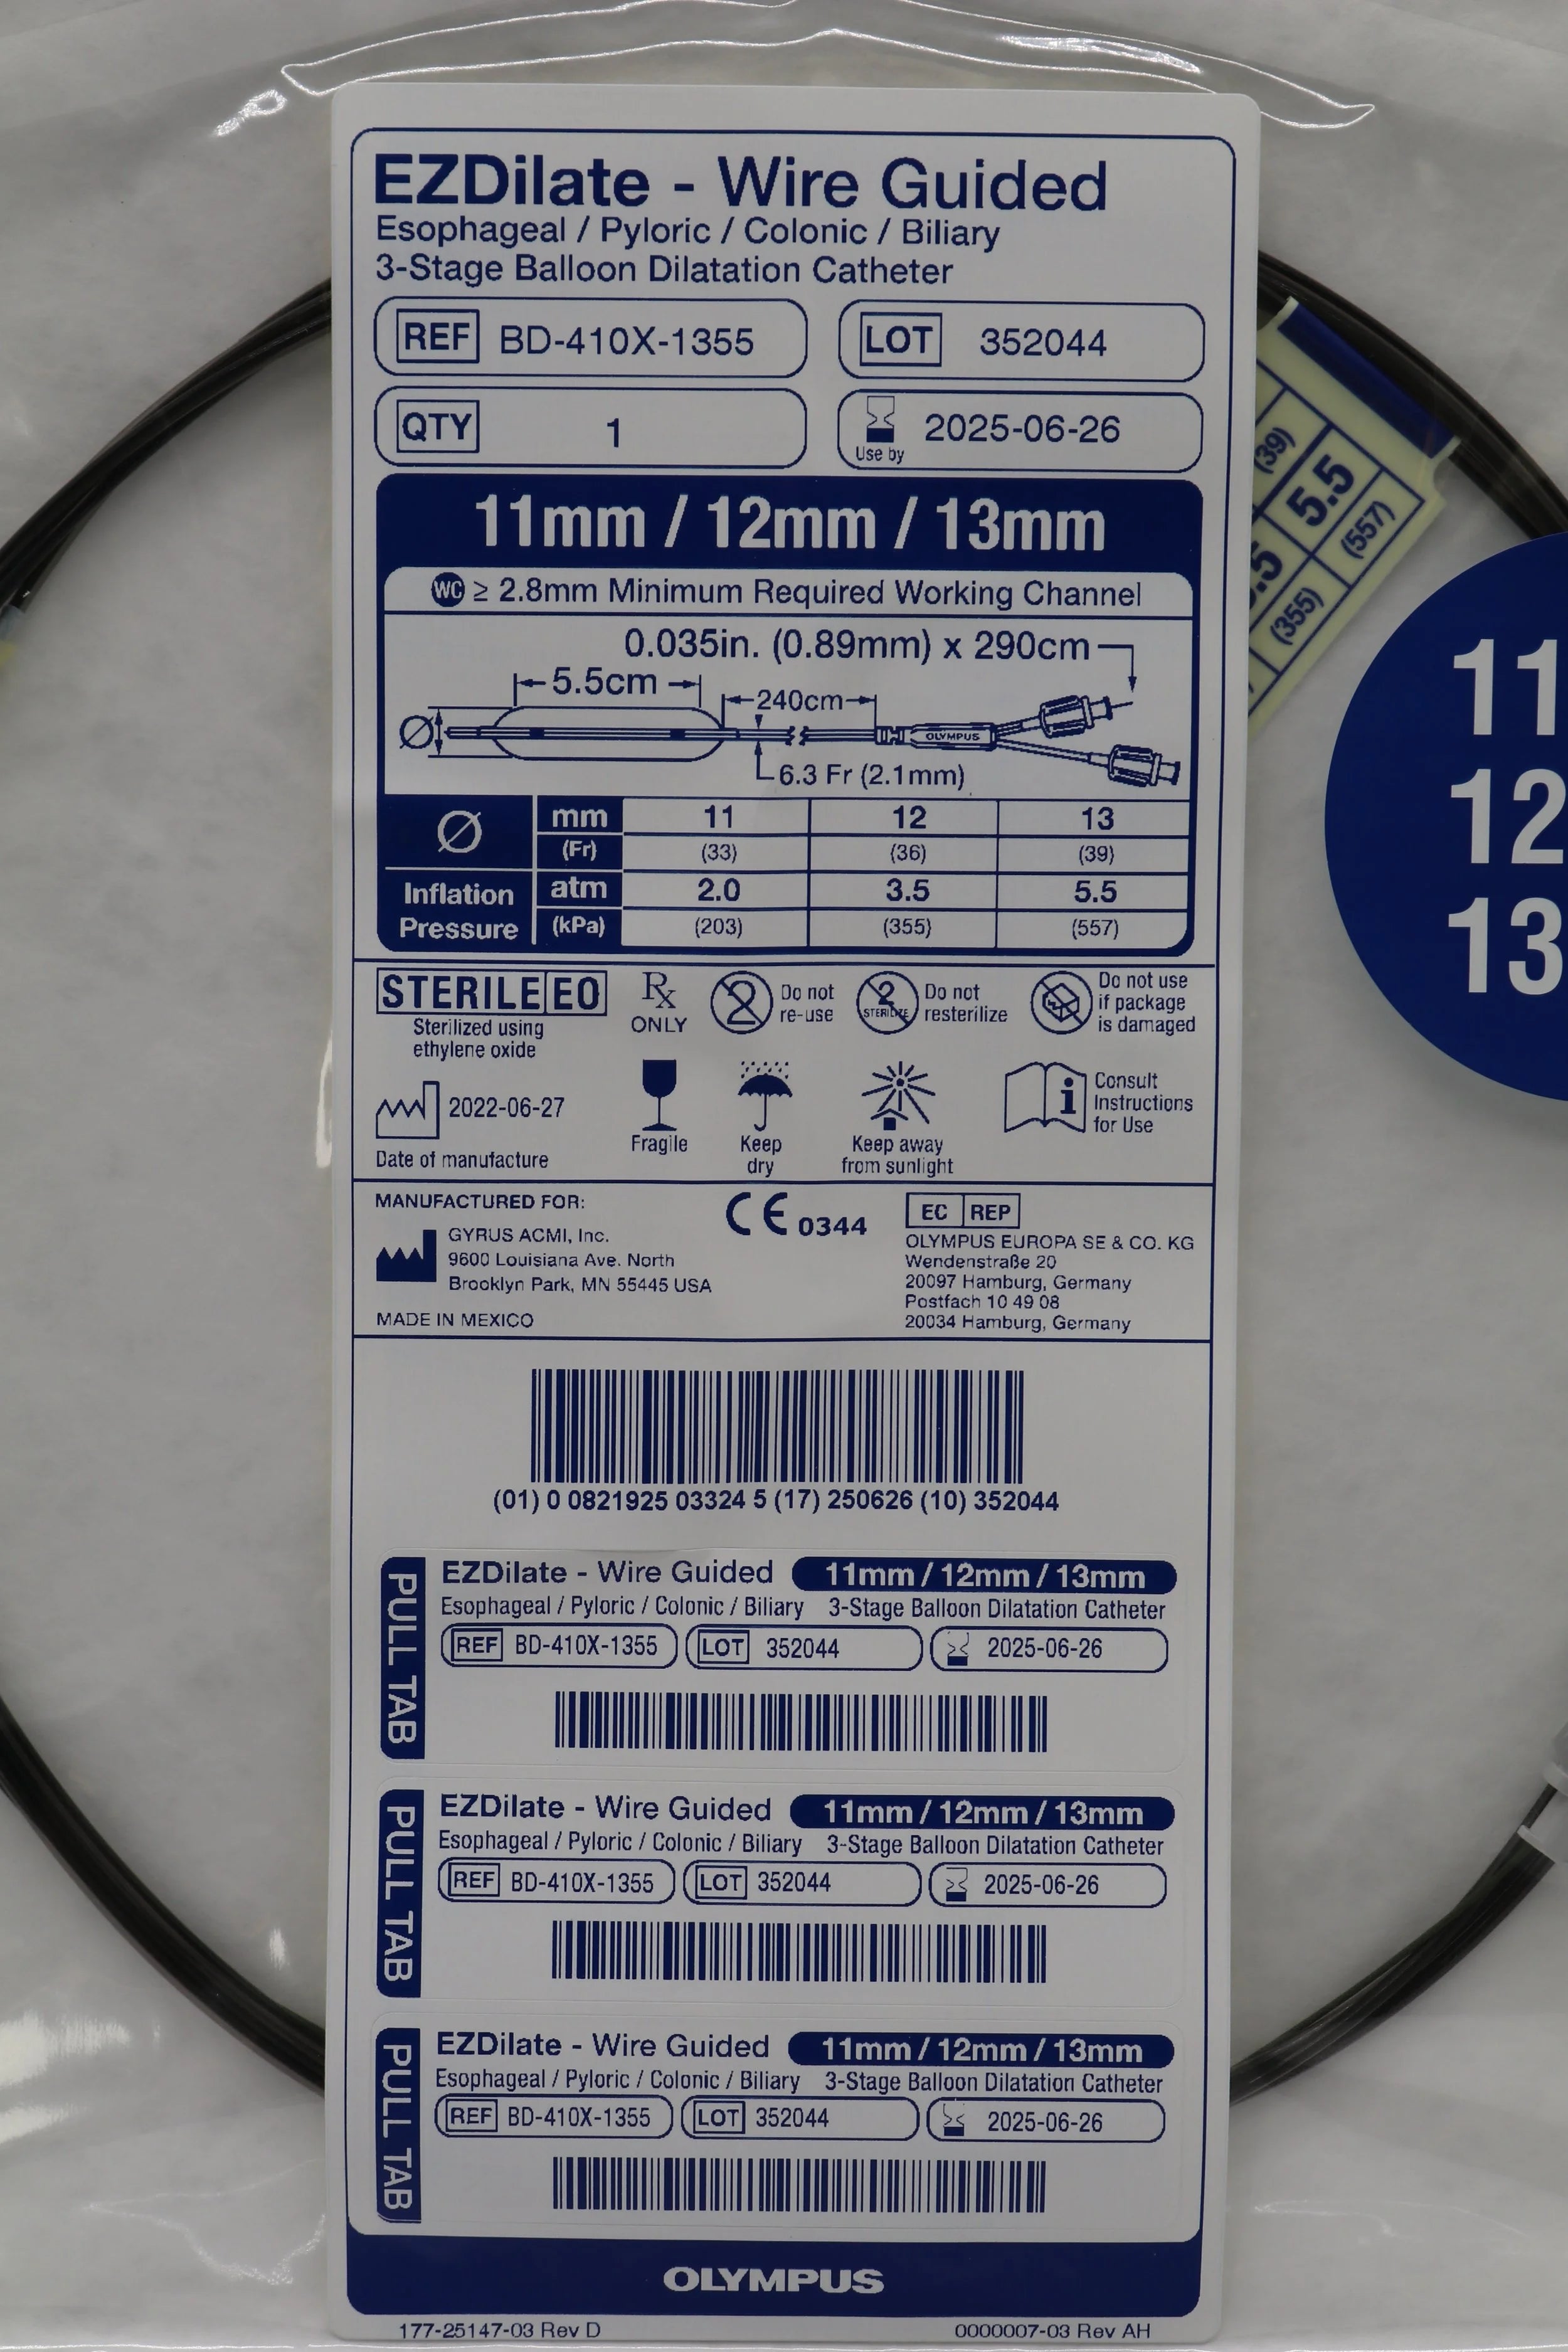 EZDilate - Wire Guided
Esophageal / Pyloric / Colonic / Biliary
3-Stage Balloon Dilatation Catheter
REF BD-410X-1355
LOT 352044
QTY 1
2025-06-26
Use by
11mm / 12mm / 13mm
WC ≥ 2.8mm Minimum Required Working Channel
0.035in. (0.89mm) x 290cm
5.5cm
240cm
Ø
OLYMPUS
6.3 Fr (2.1mm)
Ø mm 11 12 13
(Fr) (33) (36) (39)
Inflation Pressure atm 2.0 3.5 5.5
(kPa) (203) (355) (557)
STERILE EO
Sterilized using
ethylene oxide
Rx
ONLY
2
Do not
re-use
2
STERILIZE
Do not
resterilize
Do not use
if package
is damaged
2022-06-27
Date of manufacture
Fragile
Keep
dry
Keep away
from sunlight
i
Consult
Instructions
for Use
MANUFACTURED FOR:
GYRUS ACMI, Inc.
9600 Louisiana Ave. North
Brooklyn Park, MN 55445 USA
MADE IN MEXICO
CE 0344
EC REP
OLYMPUS EUROPA SE & CO. KG
Wendenstraße 20
20097 Hamburg, Germany
Postfach 10 49 08
20034 Hamburg, Germany
(01) 0 0821925 03324 5 (17) 250626 (10) 352044
PULL TAB
EZDilate - Wire Guided 11mm / 12mm / 13mm
Esophageal / Pyloric / Colonic / Biliary 3-Stage Balloon Dilatation Catheter
REF BD-410X-1355 LOT 352044 2025-06-26
PULL TAB
EZDilate - Wire Guided 11mm / 12mm / 13mm
Esophageal / Pyloric / Colonic / Biliary 3-Stage Balloon Dilatation Catheter
REF BD-410X-1355 LOT 352044 2025-06-26
PULL TAB
EZDilate - Wire Guided 11mm / 12mm / 13mm
Esophageal / Pyloric / Colonic / Biliary 3-Stage Balloon Dilatation Catheter
REF BD-410X-1355 LOT 352044 2025-06-26
OLYMPUS
177-25147-03 Rev D
0000007-03 Rev AH
(39)
5.5
(557)
.5
(355)
11
12
13